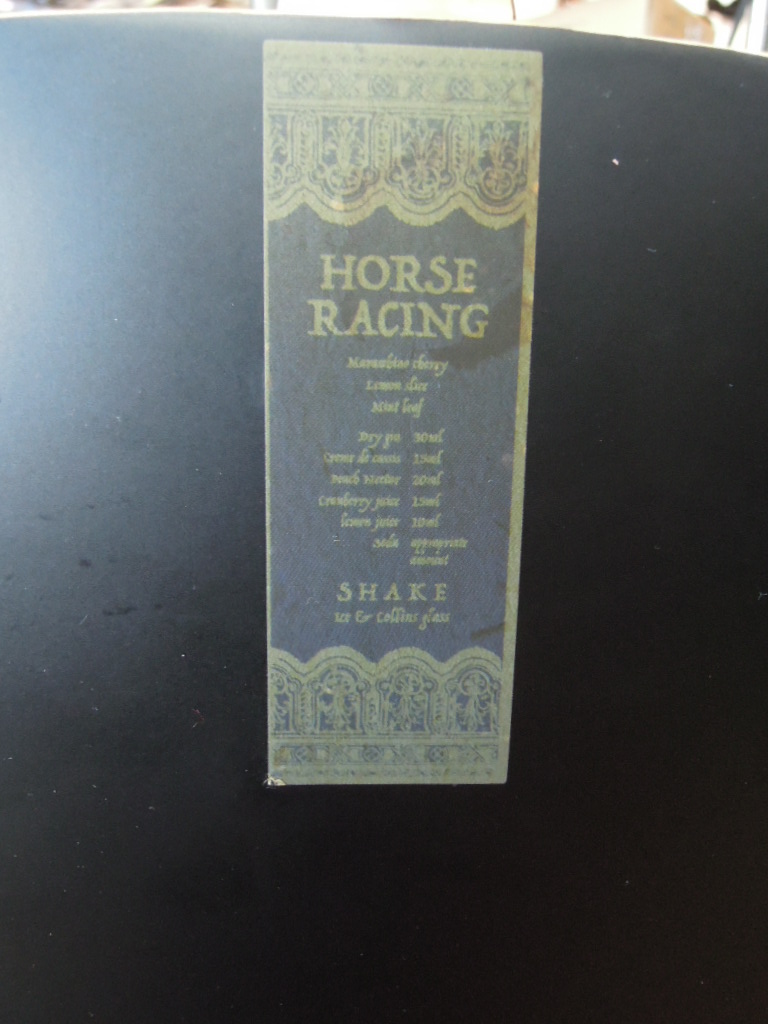 HORSE
RACING
Maraschino cherry
Lemon slice
Mint leaf
Dry gin 30ml
Creme de cassis 15ml
Peach Nectar 20ml
Cranberry juice 15ml
lemon juice 10ml
Soda appropriate
amount
SHAKE
ice & Collins glass